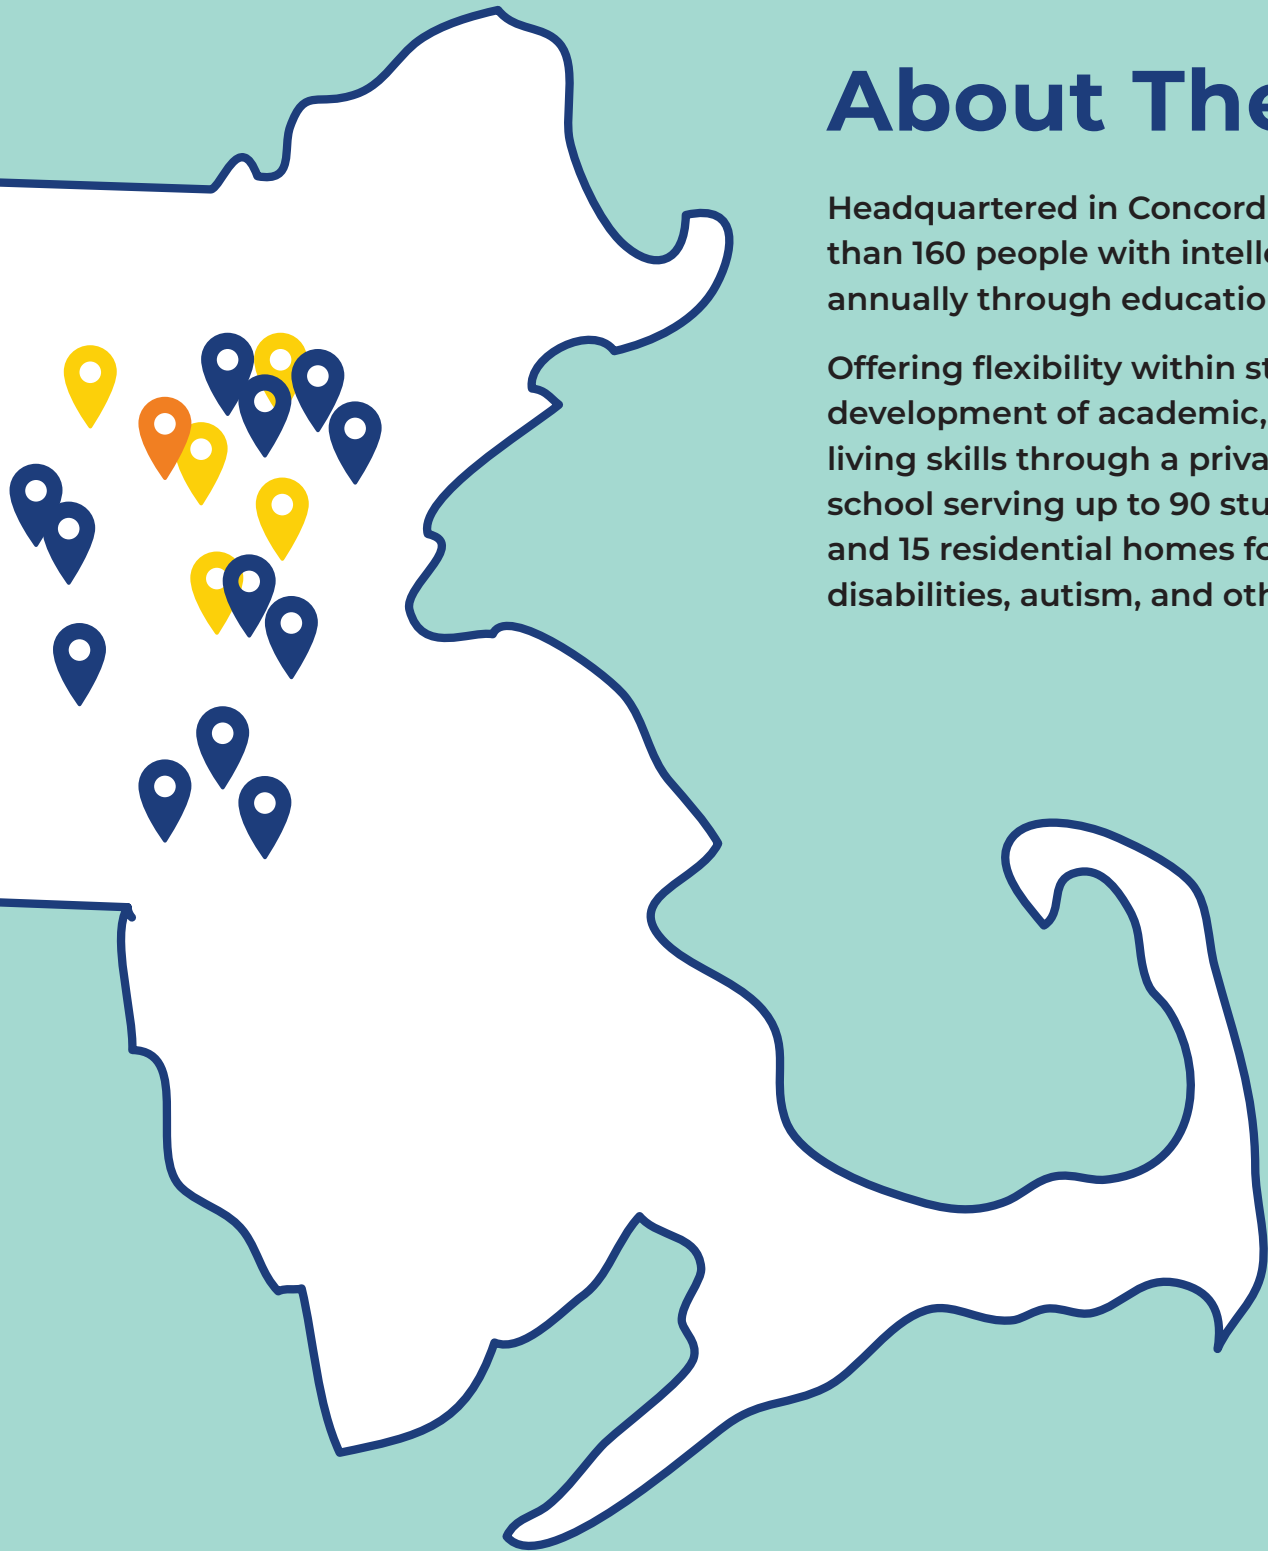 About The
Headquartered in Concord
than 160 people with intelle
annually through educatio
Offering flexibility within st
development of academic,
living skills through a priva
school serving up to 90 stu
and 15 residential homes fo
disabilities, autism, and oth